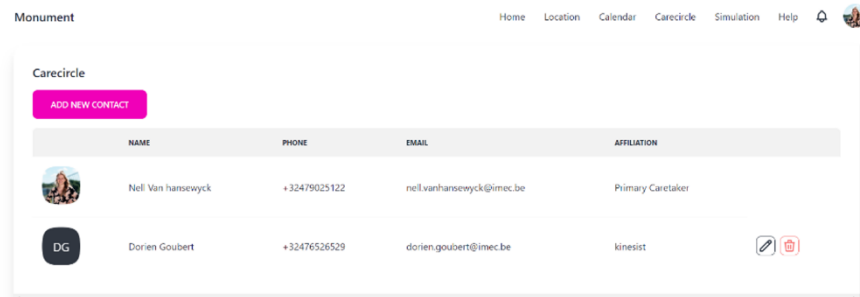 Monument Home Location Calendar Carecircle Simulation Help
Carecircle
ADD NEW CONTACT
NAME PHONE EMAIL AFFILIATION
Nell Van hansewyck +32479025122 nell.vanhansewyck@imec.be Primary Caretaker
DG Dorien Goubert +32476526529 dorien.goubert@imec.be kinesist